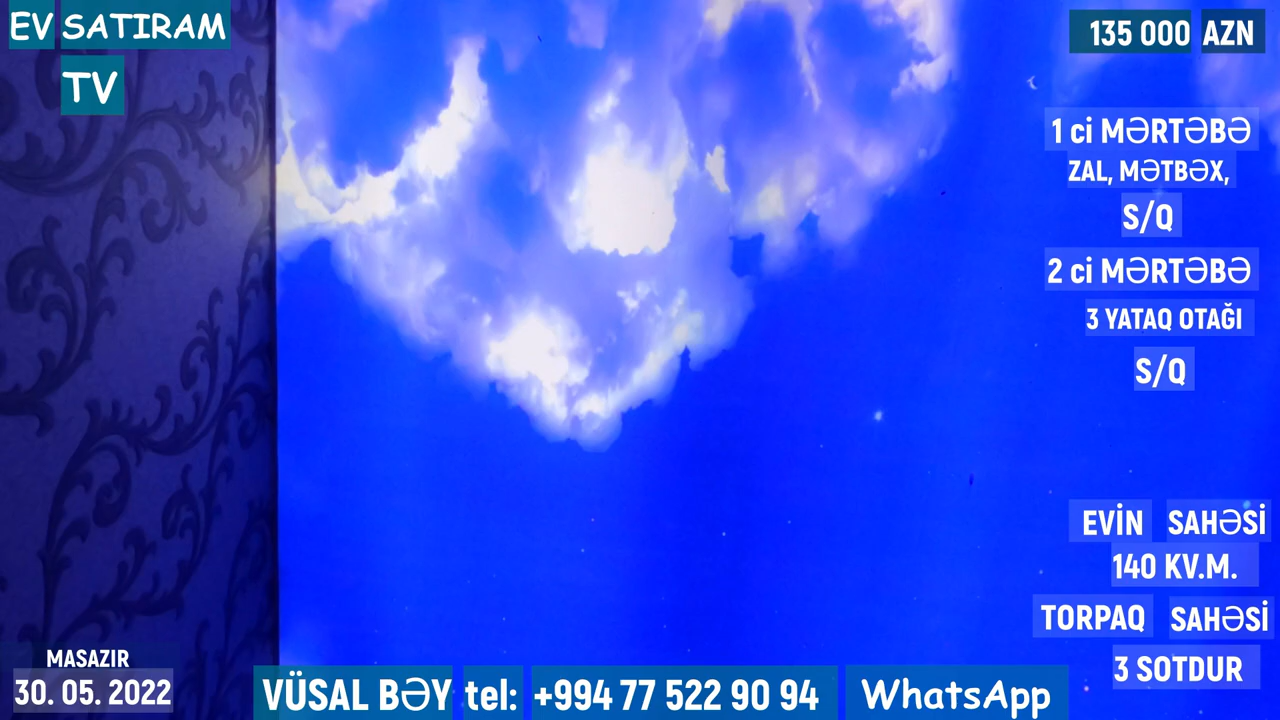 EV SATIRAM
TV
135 000 AZN
1 ci MƏRTƏBƏ
ZAL, MƏTBƏX,
S/Q
2 ci MƏRTƏBƏ
3 YATAQ OTAĞI
S/Q
EVİN SAHƏSİ
140 KV.M.
TORPAQ SAHƏSİ
3 SOTDUR
MASAZIR
30. 05. 2022
VÜSAL BƏY tel: +994 77 522 90 94 WhatsApp